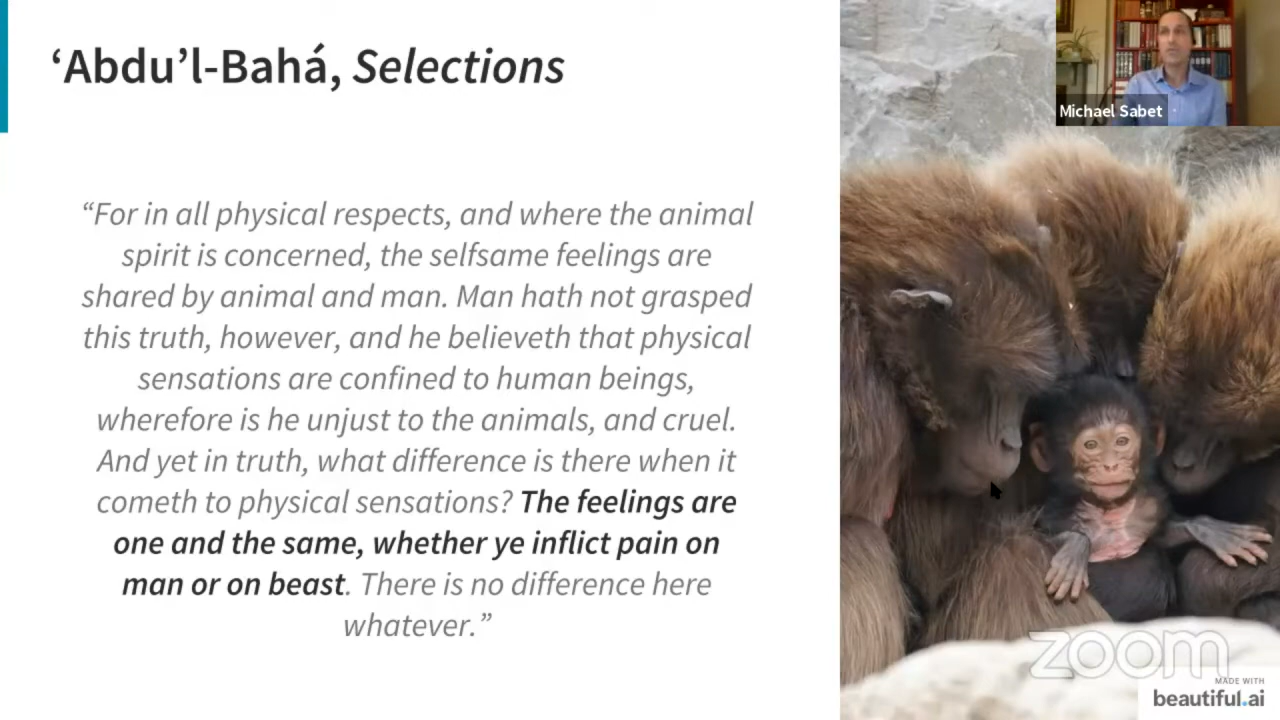 ‘Abdu’l-Bahá, Selections
“For in all physical respects, and where the animal
spirit is concerned, the selfsame feelings are
shared by animal and man. Man hath not grasped
this truth, however, and he believeth that physical
sensations are confined to human beings,
wherefore is he unjust to the animals, and cruel.
And yet in truth, what difference is there when it
cometh to physical sensations? The feelings are
one and the same, whether ye inflict pain on
man or on beast. There is no difference here
whatever.”
Michael Sabet
zoom
MADE WITH
beautiful.ai